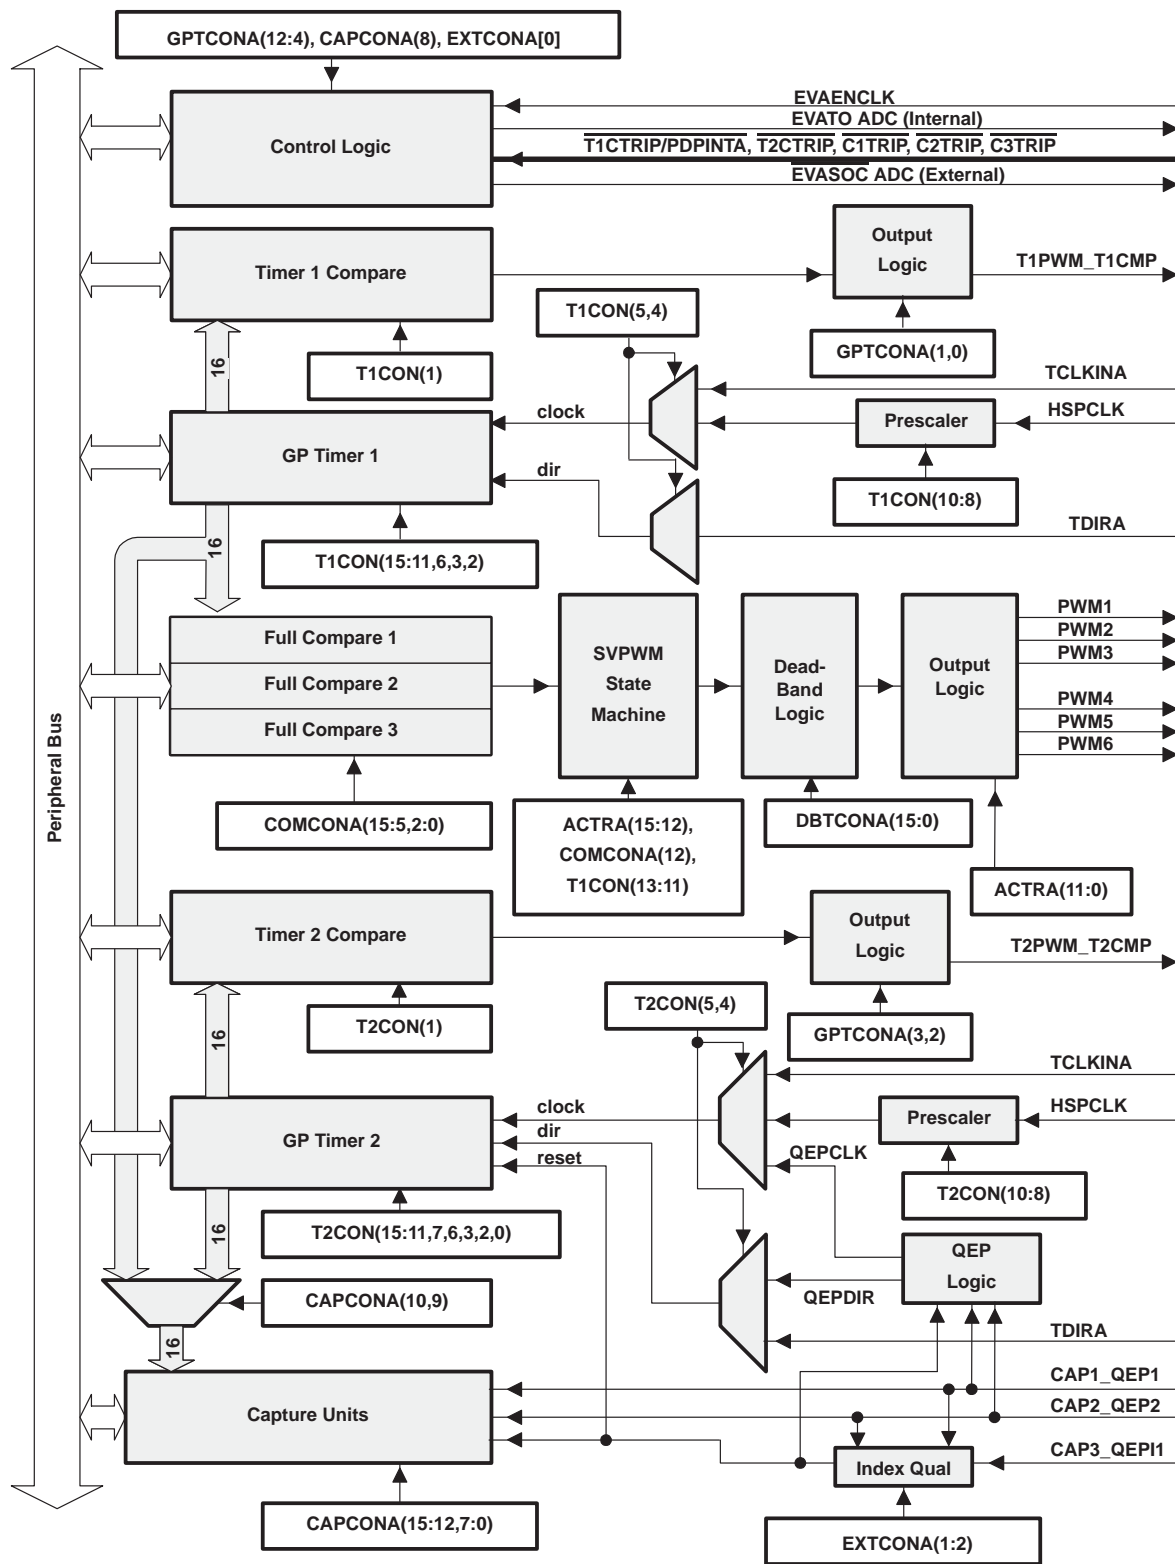 GPTCONA(12:4), CAPCONA(8), EXTCONA[0]
EVAENCLK
EVATO ADC (Internal)
Control Logic
T1CTRIP/PDPINTA, T2CTRIP, C1TRIP, C2TRIP, C3TRIP
EVASOC ADC (External)
Output
Logic
Timer 1 Compare
T1PWM_T1CMP
T1CON(5,4)
GPTCONA(1,0)
16
T1CON(1)
TCLKINA
clock
Prescaler
HSPCLK
GP Timer 1
dir
T1CON(10:8)
TDIRA
16
T1CON(15:11,6,3,2)
Full Compare 1
Full Compare 2
Full Compare 3
SVPWM
State
Machine
Dead-
Band
Logic
Output
Logic
PWM1
PWM2
PWM3
PWM4
PWM5
PWM6
Peripheral Bus
COMCONA(15:5,2:0)
ACTRA(15:12),
COMCONA(12),
T1CON(13:11)
DBTCONA(15:0)
ACTRA(11:0)
Timer 2 Compare
Output
Logic
T2PWM_T2CMP
T2CON(5,4)
T2CON(1)
16
GPTCONA(3,2)
TCLKINA
clock
Prescaler
HSPCLK
GP Timer 2
dir
reset
QEPCLK
T2CON(10:8)
16
T2CON(15:11,7,6,3,2,0)
QEP
Logic
CAPCONA(10,9)
QEPDIR
TDIRA
16
CAP1_QEP1
Capture Units
CAP2_QEP2
Index Qual
CAP3_QEPI1
CAPCONA(15:12,7:0)
EXTCONA(1:2)